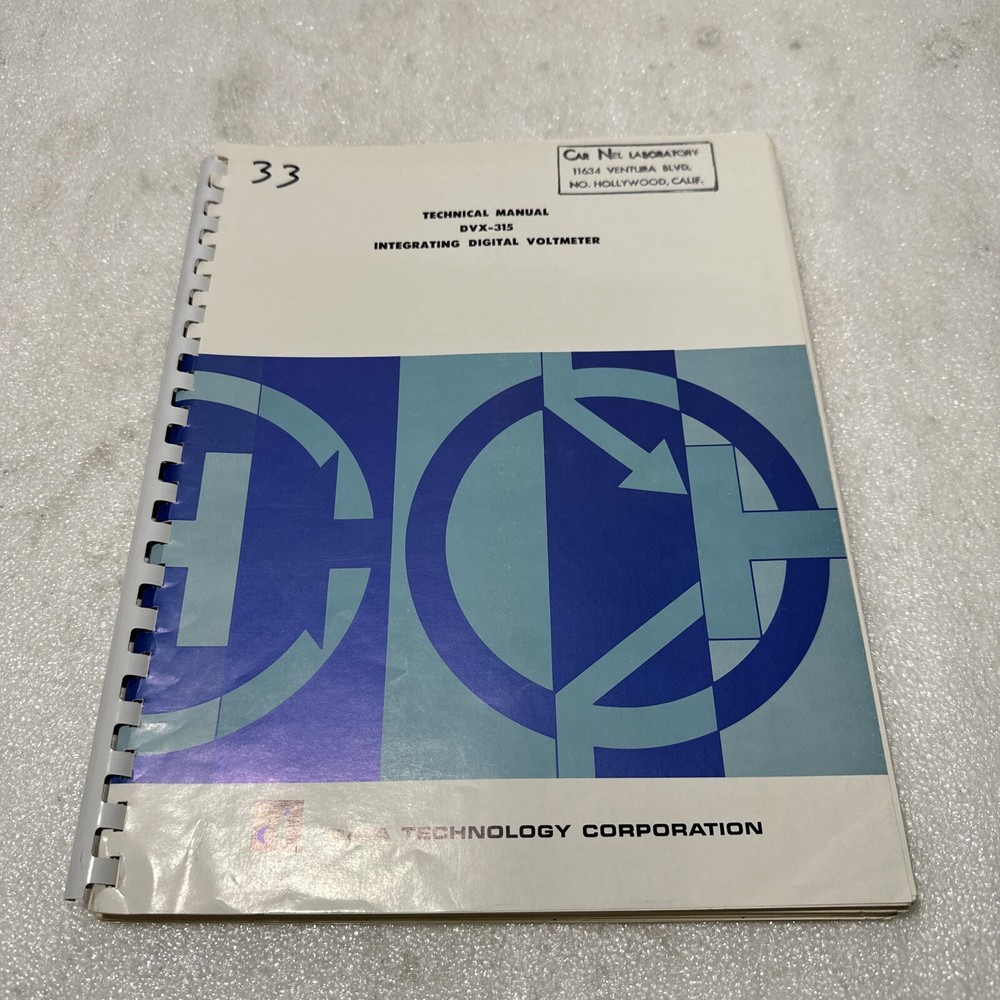 33
CAR NEL LABORATORY
11634 VENTURA BLVD.
NO. HOLLYWOOD, CALIF.
TECHNICAL MANUAL
DVX-315
INTEGRATING DIGITAL VOLTMETER
TECHNOLOGY CORPORATION